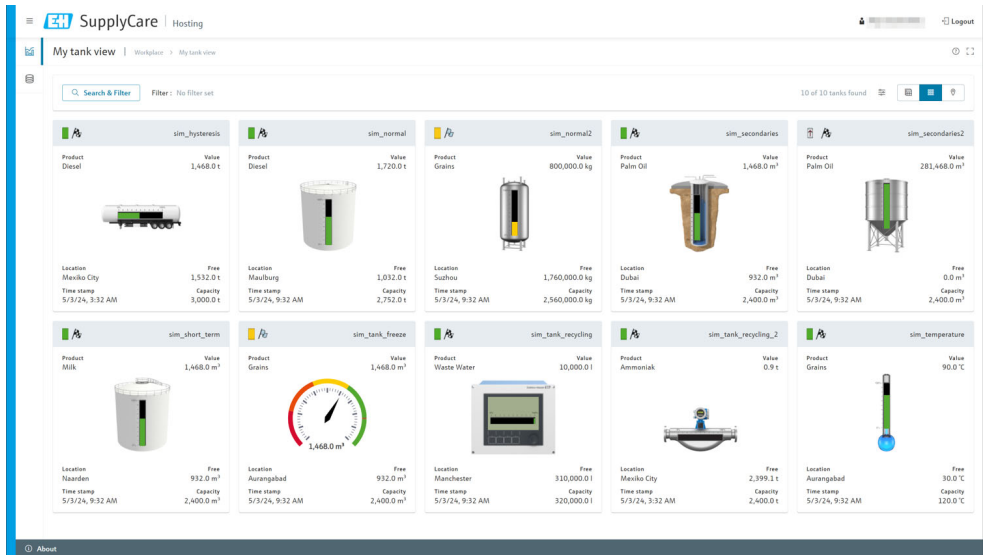 EH SupplyCare | Hosting
Logout
My tank view | Workplace > My tank view
Search & Filter Filter : No filter set 10 of 10 tanks found
sim_hysteresis
Product Value
Diesel 1,468.0 t
Location Free
Mexiko City 1,532.0 t
Time stamp Capacity
5/3/24, 3:32 AM 3,000.0 t
sim_normal
Product Value
Diesel 1,720.0 t
Location Free
Maulburg 1,032.0 t
Time stamp Capacity
5/3/24, 9:32 AM 2,752.0 t
sim_normal2
Product Value
Grains 800,000.0 kg
Location Free
Suzhou 1,760,000.0 kg
Time stamp Capacity
5/3/24, 9:32 AM 2,560,000.0 kg
sim_secondaries
Product Value
Palm Oil 1,468.0 m³
Location Free
Dubai 932.0 m³
Time stamp Capacity
5/3/24, 9:32 AM 2,400.0 m³
sim_secondaries2
Product Value
Palm Oil 281,468.0 m³
Location Free
Dubai 0.0 m³
Time stamp Capacity
5/3/24, 9:32 AM 2,400.0 m³
sim_short_term
Product Value
Milk 1,468.0 m³
Location Free
Naarden 932.0 m³
Time stamp Capacity
5/3/24, 9:32 AM 2,400.0 m³
sim_tank_freeze
Product Value
Grains 1,468.0 m³
1,468.0 m³
Location Free
Aurangabad 932.0 m³
Time stamp Capacity
5/3/24, 9:32 AM 2,400.0 m³
sim_tank_recycling
Product Value
Waste Water 10,000.0 l
Location Free
Manchester 310,000.0 l
Time stamp Capacity
5/3/24, 9:32 AM 320,000.0 l
sim_tank_recycling_2
Product Value
Ammoniak 0.9 t
Location Free
Mexiko City 2,399.1 t
Time stamp Capacity
5/3/24, 3:32 AM 2,400.0 t
sim_temperature
Product Value
Grains 90.0 °C
Location Free
Aurangabad 30.0 °C
Time stamp Capacity
5/3/24, 9:32 AM 120.0 °C
About